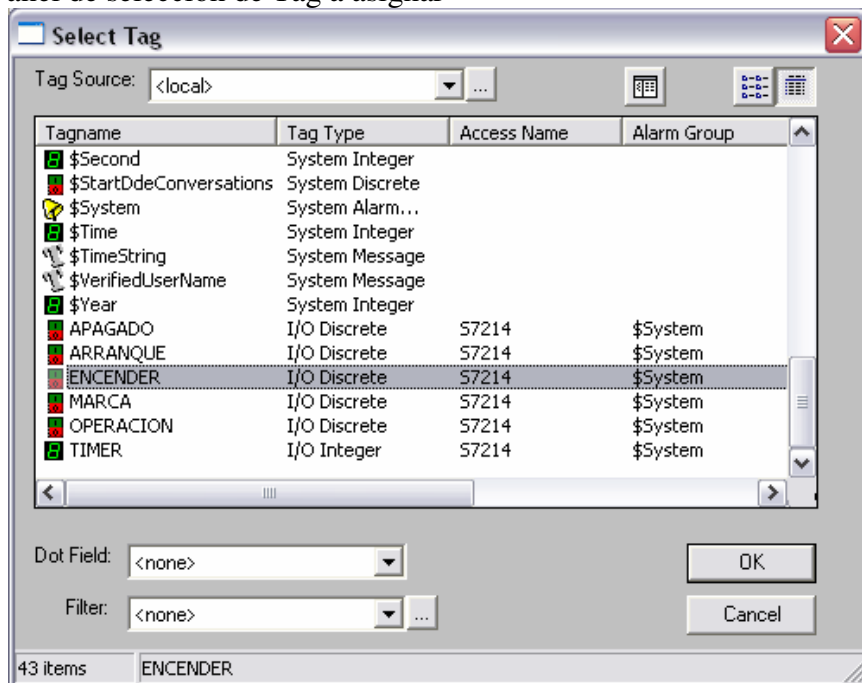 anel de selección de Tag a asignar
Select Tag
Tag Source: <local> ...
Tagname Tag Type Access Name Alarm Group
$Second System Integer
$StartDdeConversations System Discrete
$System System Alarm...
$Time System Integer
$TimeString System Message
$VerifiedUserName System Message
$Year System Integer
APAGADO I/O Discrete S7214 $System
ARRANQUE I/O Discrete S7214 $System
ENCENDER I/O Discrete S7214 $System
MARCA I/O Discrete S7214 $System
OPERACION I/O Discrete S7214 $System
TIMER I/O Integer S7214 $System
Dot Field: <none> OK
Filter: <none> ... Cancel
43 items ENCENDER